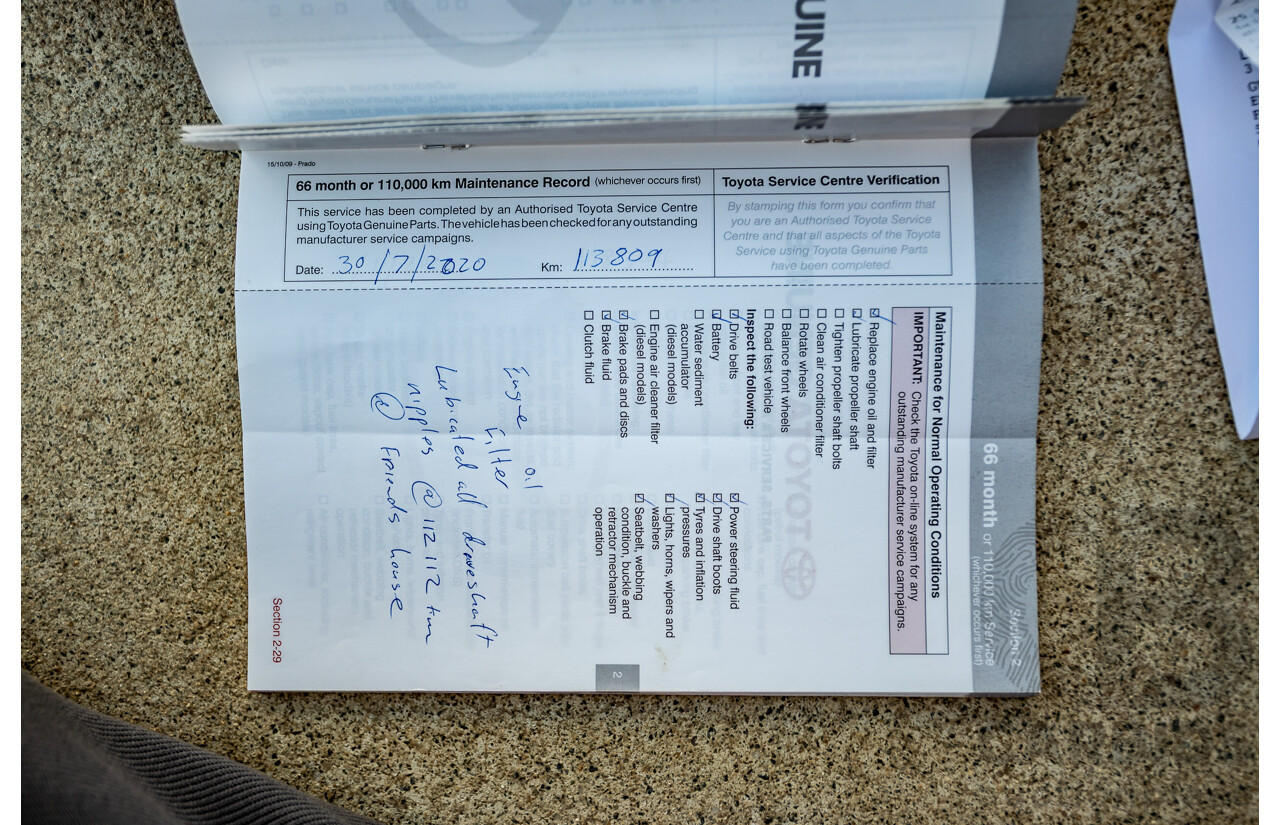 UINE
15/10/09 - Prado
66 month or 110,000 km Maintenance Record (whichever occurs first)
This service has been completed by an Authorised Toyota Service Centre
using Toyota Genuine Parts. The vehicle has been checked for any outstanding
manufacturer service campaigns.
Date: 30/7/2020 Km: 113809
Toyota Service Centre Verification
By stamping this form you confirm that
you are an Authorised Toyota Service
Centre and that all aspects of the Toyota
Service using Toyota Genuine Parts
have been completed.
Section 2
66 month or 110,000 km Service
(whichever occurs first)
Maintenance for Normal Operating Conditions
IMPORTANT: Check the Toyota on-line system for any
outstanding manufacturer service campaigns.
Replace engine oil and filter
Lubricate propeller shaft
Tighten propeller shaft bolts
Clean air conditioner filter
Rotate wheels
Balance front wheels
Road test vehicle
Inspect the following:
Drive belts
Battery
Water sediment
accumulator
(diesel models)
Engine air cleaner filter
(diesel models)
Brake pads and discs
Brake fluid
Clutch fluid
Power steering fluid
Drive shaft boots
Tyres and inflation
pressures
Lights, horns, wipers and
washers
Seatbelt, webbing
condition, buckle and
retractor mechanism
operation
2
oil
filter
Lubicated all driveshaft
nipples @ 112112 km
@ Friends house
Section 2-29